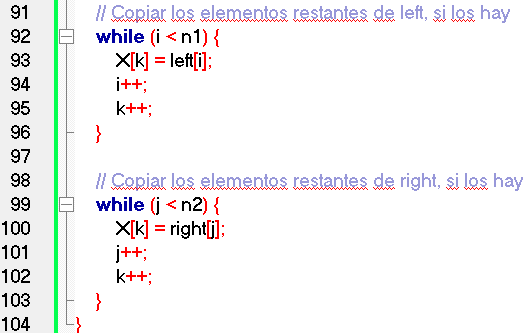 91 // Copiar los elementos restantes de left, si los hay
92 while (i < n1) {
93 X[k] = left[i];
94 i++;
95 k++;
96 }
97
98 // Copiar los elementos restantes de right, si los hay
99 while (j < n2) {
100 X[k] = right[j];
101 j++;
102 k++;
103 }
104 }